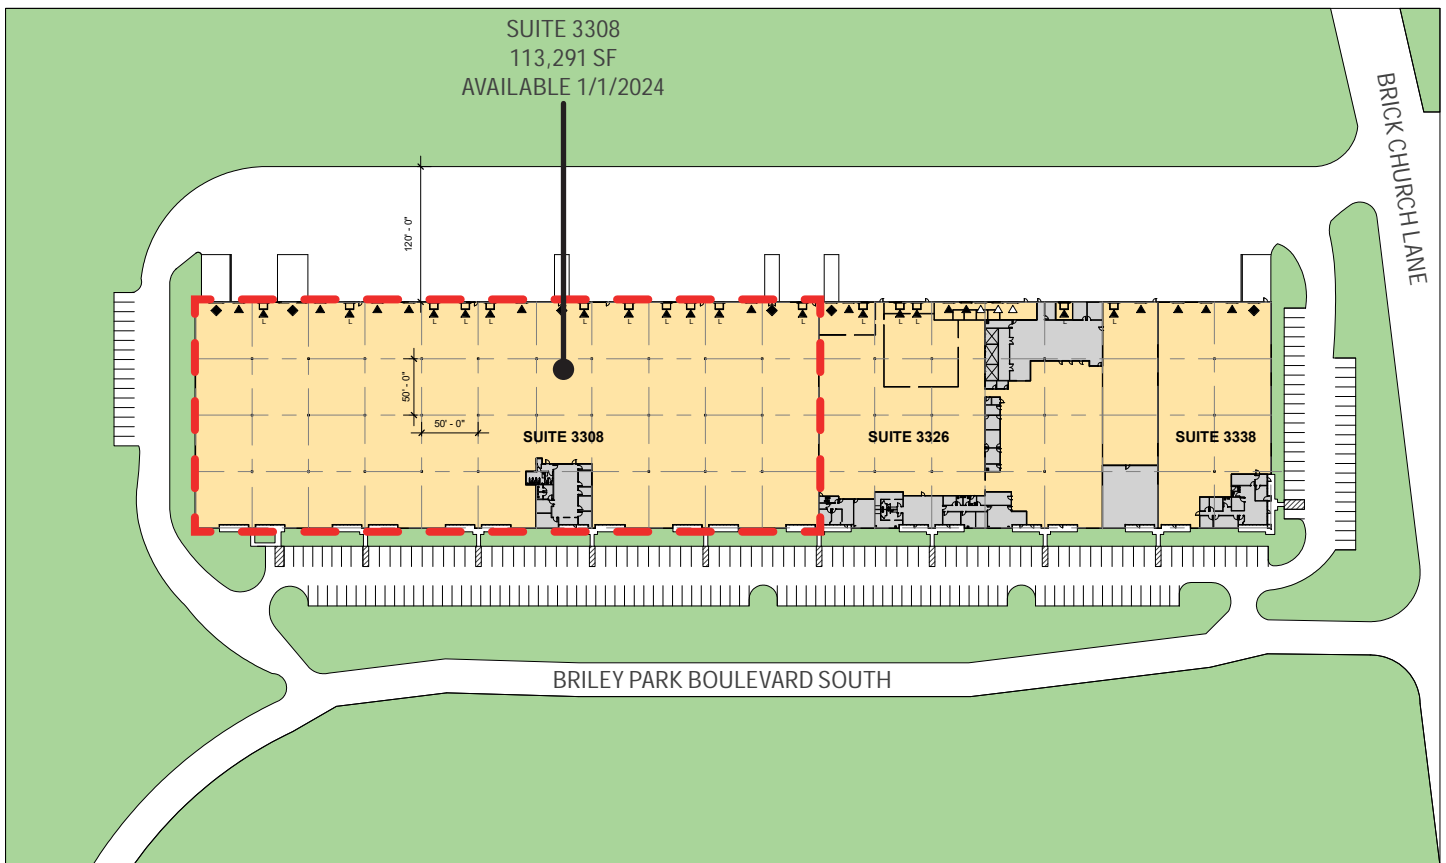 SUITE 3308
113,291 SF
AVAILABLE 1/1/2024
BRICK CHURCH LANE
120' - 0"
L L L L L L L L L L L L L L L L
50' - 0"
50' - 0"
SUITE 3308
SUITE 3326
SUITE 3338
BRILEY PARK BOULEVARD SOUTH